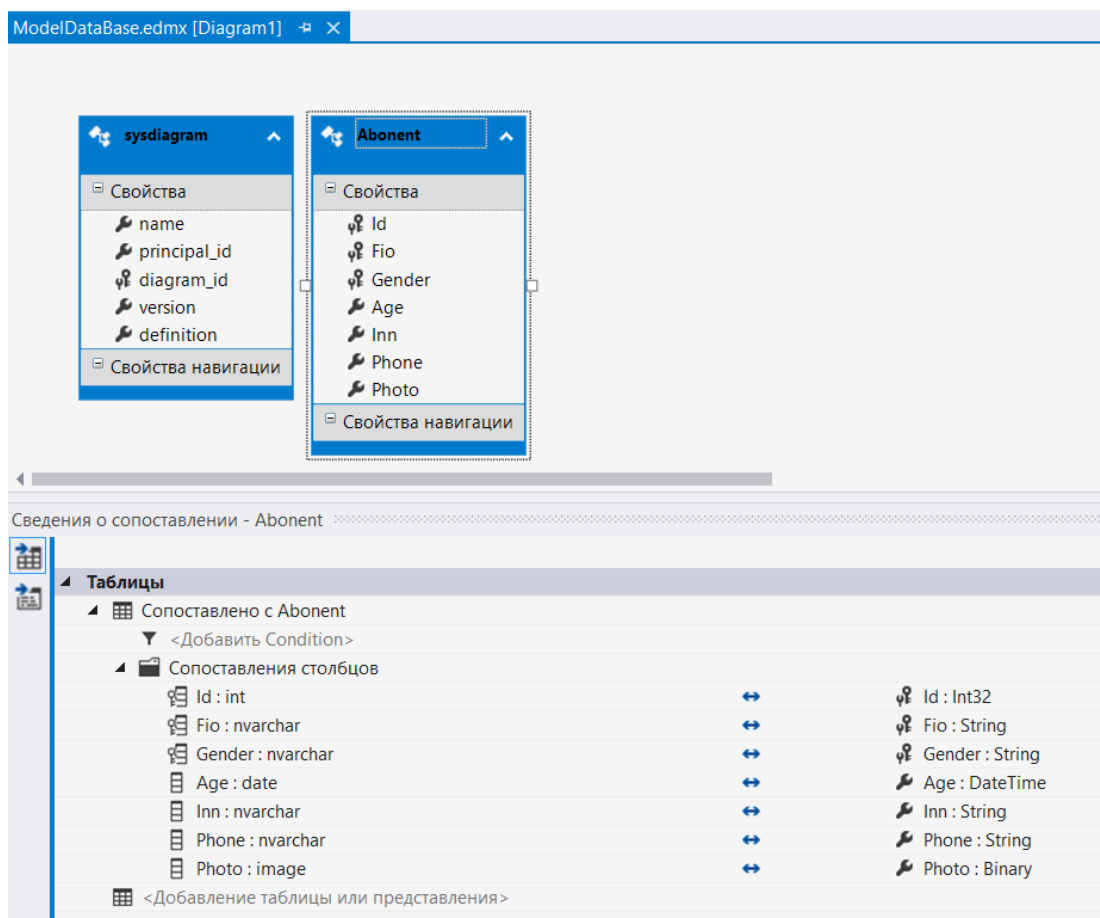 ModelDataBase.edmx [Diagram1]
sysdiagram
Свойства
name
principal_id
diagram_id
version
definition
Свойства навигации
Abonent
Свойства
Id
Fio
Gender
Age
Inn
Phone
Photo
Свойства навигации
Сведения о сопоставлении - Abonent
Таблицы
Сопоставлено с Abonent
<Добавить Condition>
Сопоставления столбцов
Id : int Id : Int32
Fio : nvarchar Fio : String
Gender : nvarchar Gender : String
Age : date Age : DateTime
Inn : nvarchar Inn : String
Phone : nvarchar Phone : String
Photo : image Photo : Binary
<Добавление таблицы или представления>